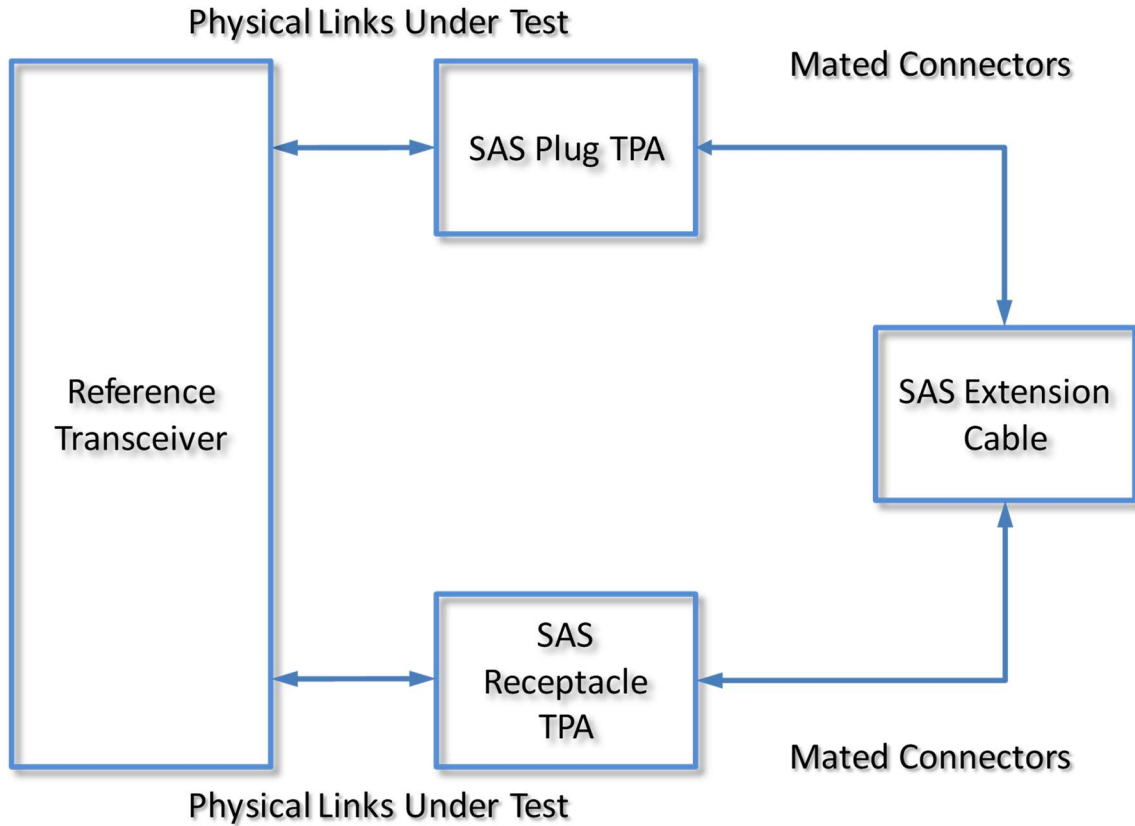 Physical Links Under Test
Mated Connectors
SAS Plug TPA
Reference
Transceiver
SAS Extension
Cable
SAS
Receptacle
TPA
Mated Connectors
Physical Links Under Test